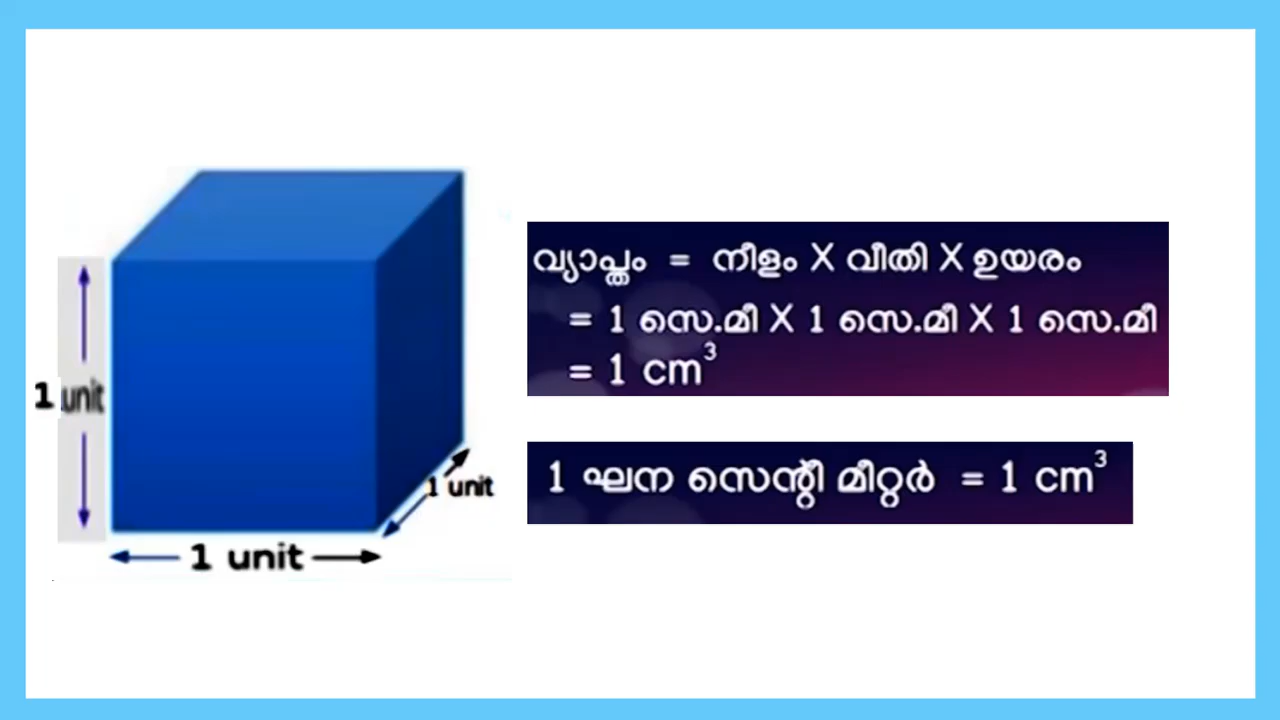 വ്യാപ്തം = നീളം X വീതി X ഉയരം
= 1 സെ.മീ X 1 സെ.മീ X 1 സെ.മീ
= 1 cm³
1 unit
1 unit
1 unit
1 ഘന സെന്റീ മീറ്റർ = 1 cm³